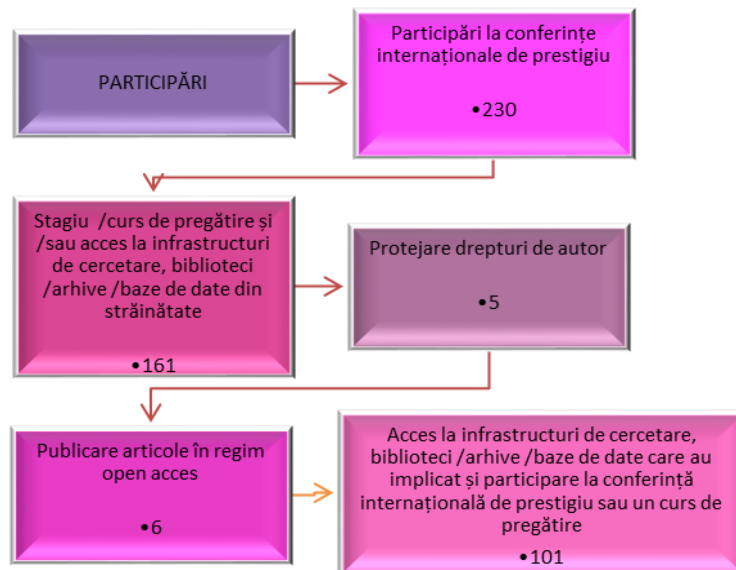 PARTICIPĂRI
Participări la conferințe
internaționale de prestigiu
•230
Stagiu /curs de pregătire și
/sau acces la infrastructuri
de cercetare, biblioteci
/arhive /baze de date din
străinătate
•161
Protejare drepturi de autor
•5
Publicare articole în regim
open acces
•6
Acces la infrastructuri de cercetare,
biblioteci /arhive /baze de date care au
implicat și participare la conferință
internațională de prestigiu sau un curs de
pregătire
•101